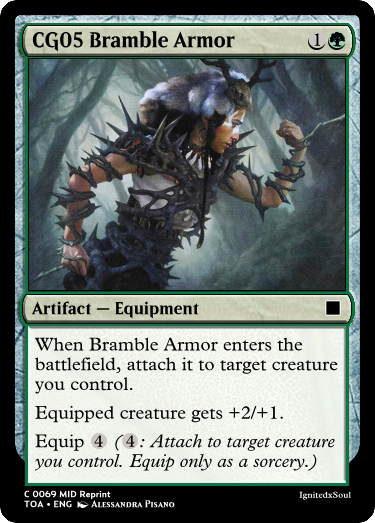 CG05 Bramble Armor 1
Artifact — Equipment
When Bramble Armor enters the
battlefield, attach it to target creature
you control.
Equipped creature gets +2/+1.
Equip 4 (4: Attach to target creature
you control. Equip only as a sorcery.)
C 0069 MID Reprint
TOA • ENG Alessandra Pisano
IgnitedxSoul